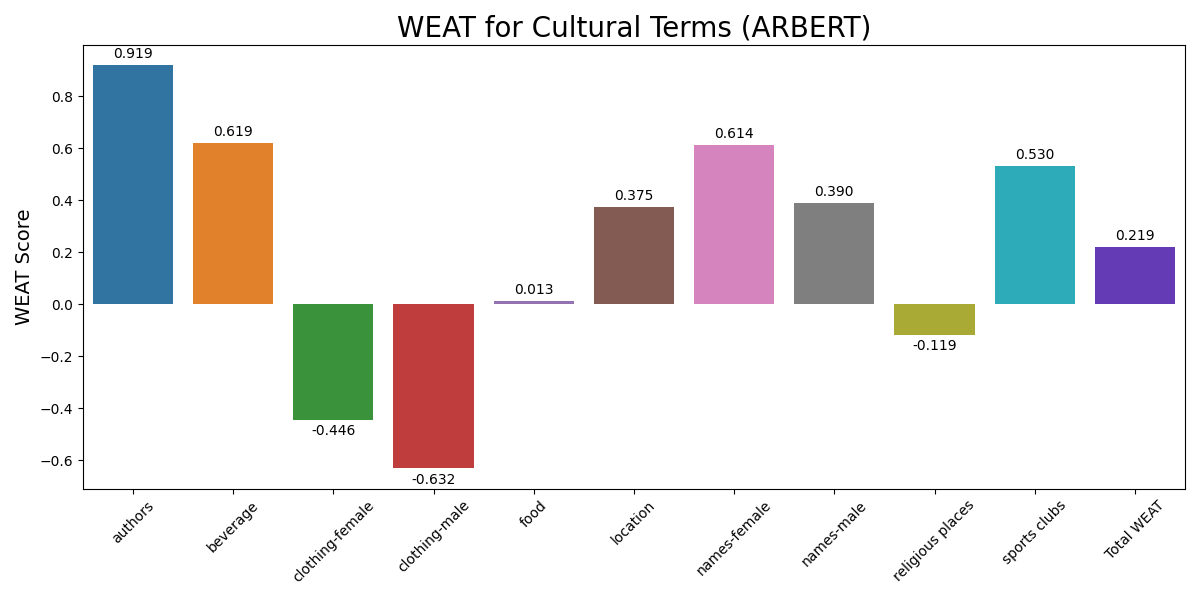 WEAT for Cultural Terms (ARBERT)
WEAT Score
0.8
0.6
0.4
0.2
0.0
−0.2
−0.4
−0.6
0.919
0.619
-0.446
-0.632
0.013
0.375
0.614
0.390
-0.119
0.530
0.219
authors
beverage
clothing-female
clothing-male
food
location
names-female
names-male
religious places
sports clubs
Total WEAT